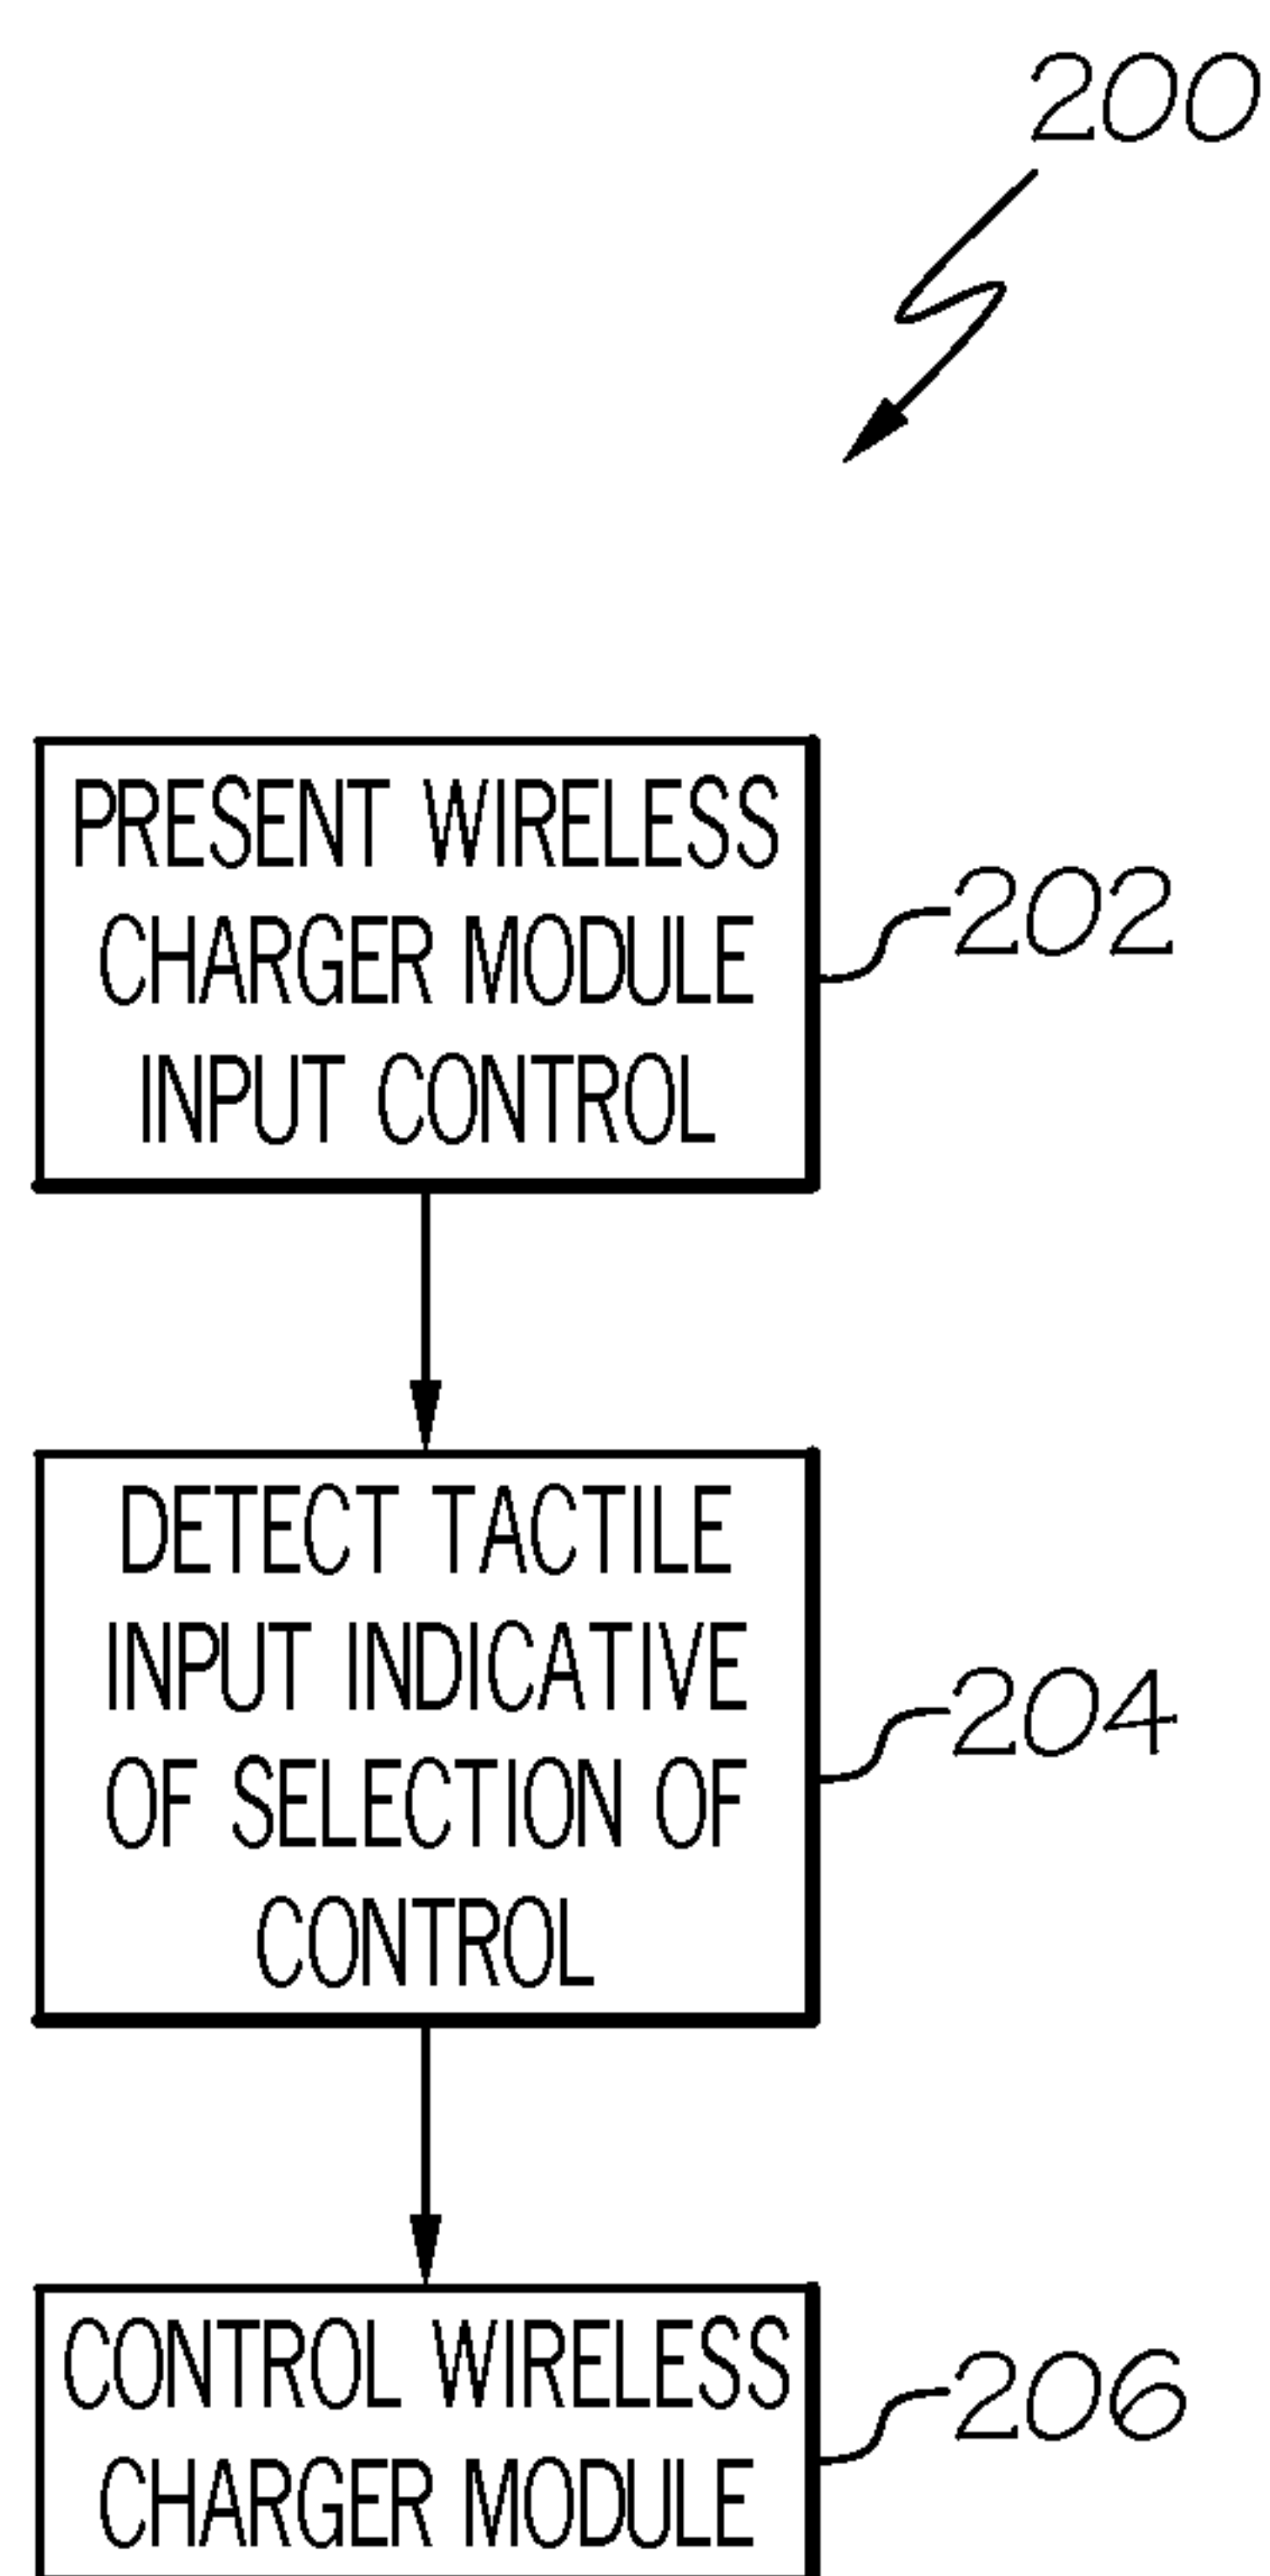 200
PRESENT WIRELESS
CHARGER MODULE
INPUT CONTROL
202
DETECT TACTILE
INPUT INDICATIVE
OF SELECTION OF
CONTROL
204
CONTROL WIRELESS
CHARGER MODULE
206